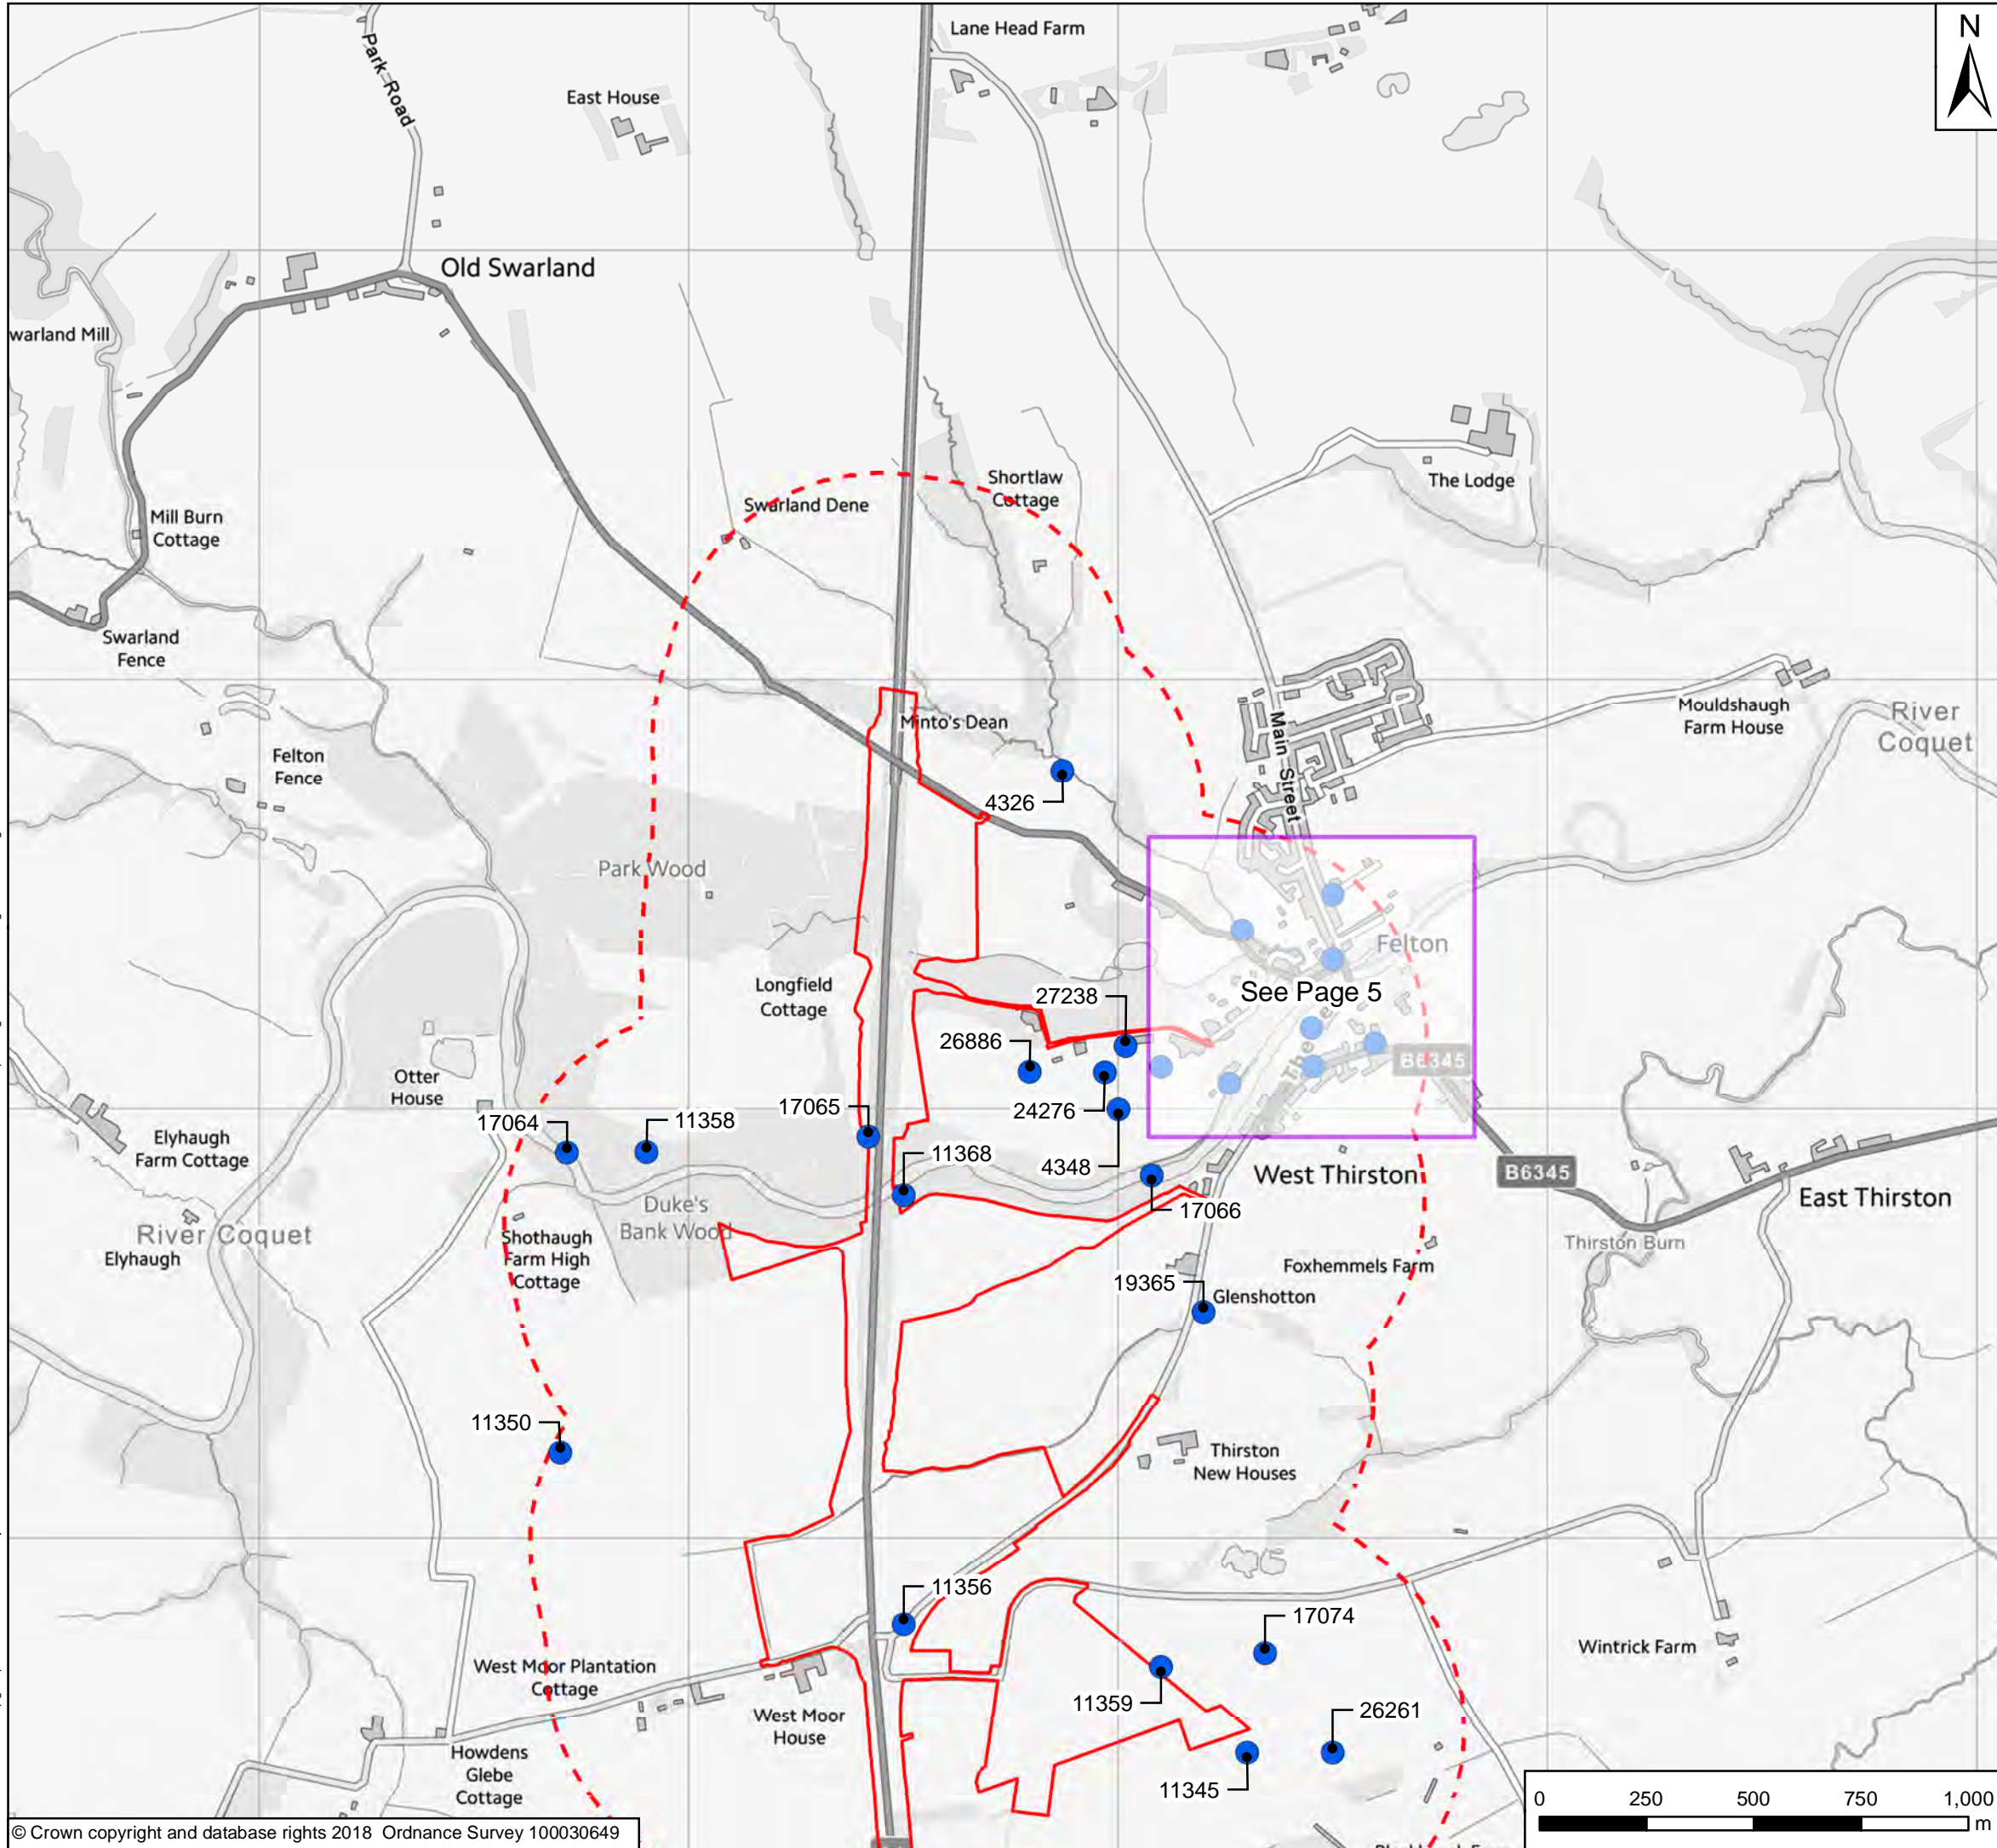 N
Lane Head Farm
Park Road
East House
Old Swarland
warland Mill
Shortlaw
Cottage
The Lodge
Swarland Dene
Mill Burn
Cottage
Swarland
Fence
Minto's Dean
Main Street
Mouldshaugh
Farm House
River
Coquet
Felton
Fence
4326
Park Wood
Felton
Longfield
Cottage
27238
See Page 5
26886
B6345
Otter
House
17065
24276
17064
11358
Elyhaugh
Farm Cottage
11368
4348
West Thirston
B6345
East Thirston
Duke's
Bank Wood
17066
River Coquet
Elyhaugh
Shothaugh
Farm High
Cottage
Thirston Burn
Foxhemmels Farm
19365
Glenshotton
11350
Thirston
New Houses
11356
17074
Wintrick Farm
West Moor Plantation
Cottage
11359
West Moor
House
26261
Howdens
Glebe
Cottage
11345
0 250 500 750 1,000
m
© Crown copyright and database rights 2018 Ordnance Survey 100030649